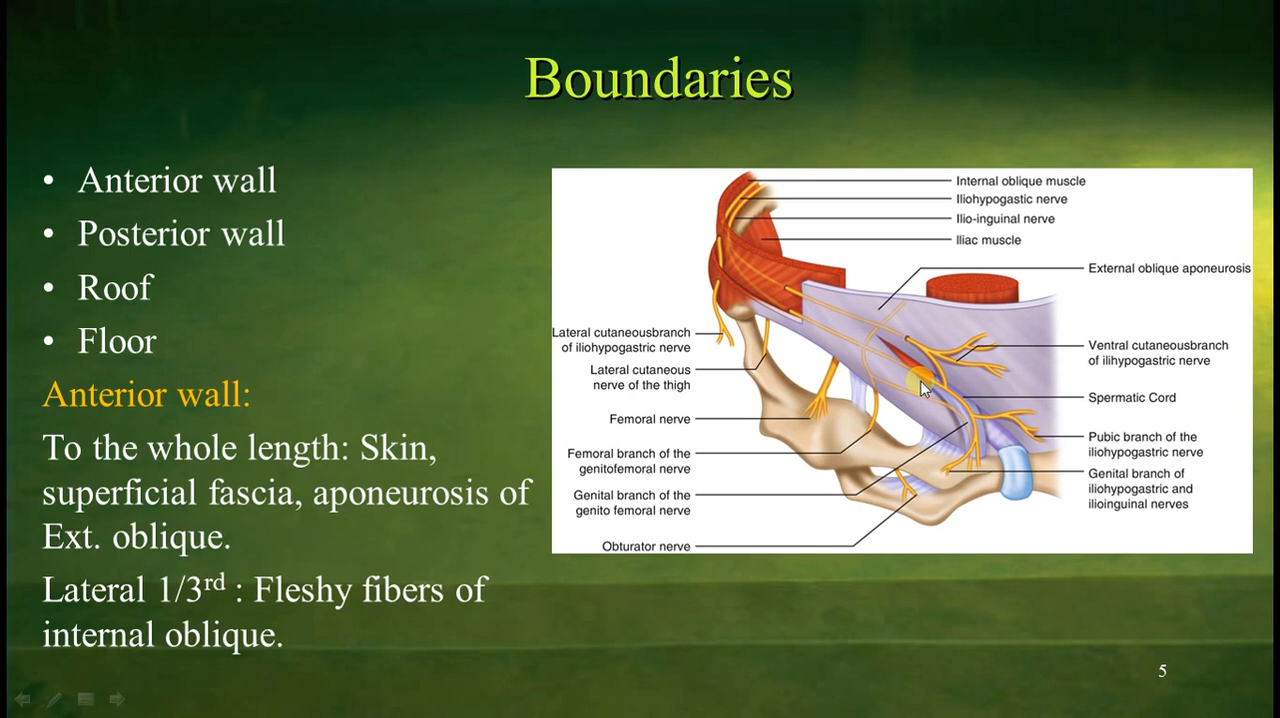 Boundaries
• Anterior wall
• Posterior wall
• Roof
• Floor
Anterior wall:
To the whole length: Skin,
superficial fascia, aponeurosis of
Ext. oblique.
Lateral 1/3rd : Fleshy fibers of
internal oblique.
Internal oblique muscle
Iliohypogastic nerve
Ilio-inguinal nerve
Iliac muscle
External oblique aponeurosis
Lateral cutaneousbranch
of iliohypogastric nerve
Lateral cutaneous
nerve of the thigh
Femoral nerve
Femoral branch of the
genitofemoral nerve
Genital branch of the
genito femoral nerve
Obturator nerve
Ventral cutaneousbranch
of ilihypogastric nerve
Spermatic Cord
Pubic branch of the
iliohypogastric nerve
Genital branch of
iliohypogastric and
ilioinguinal nerves
5